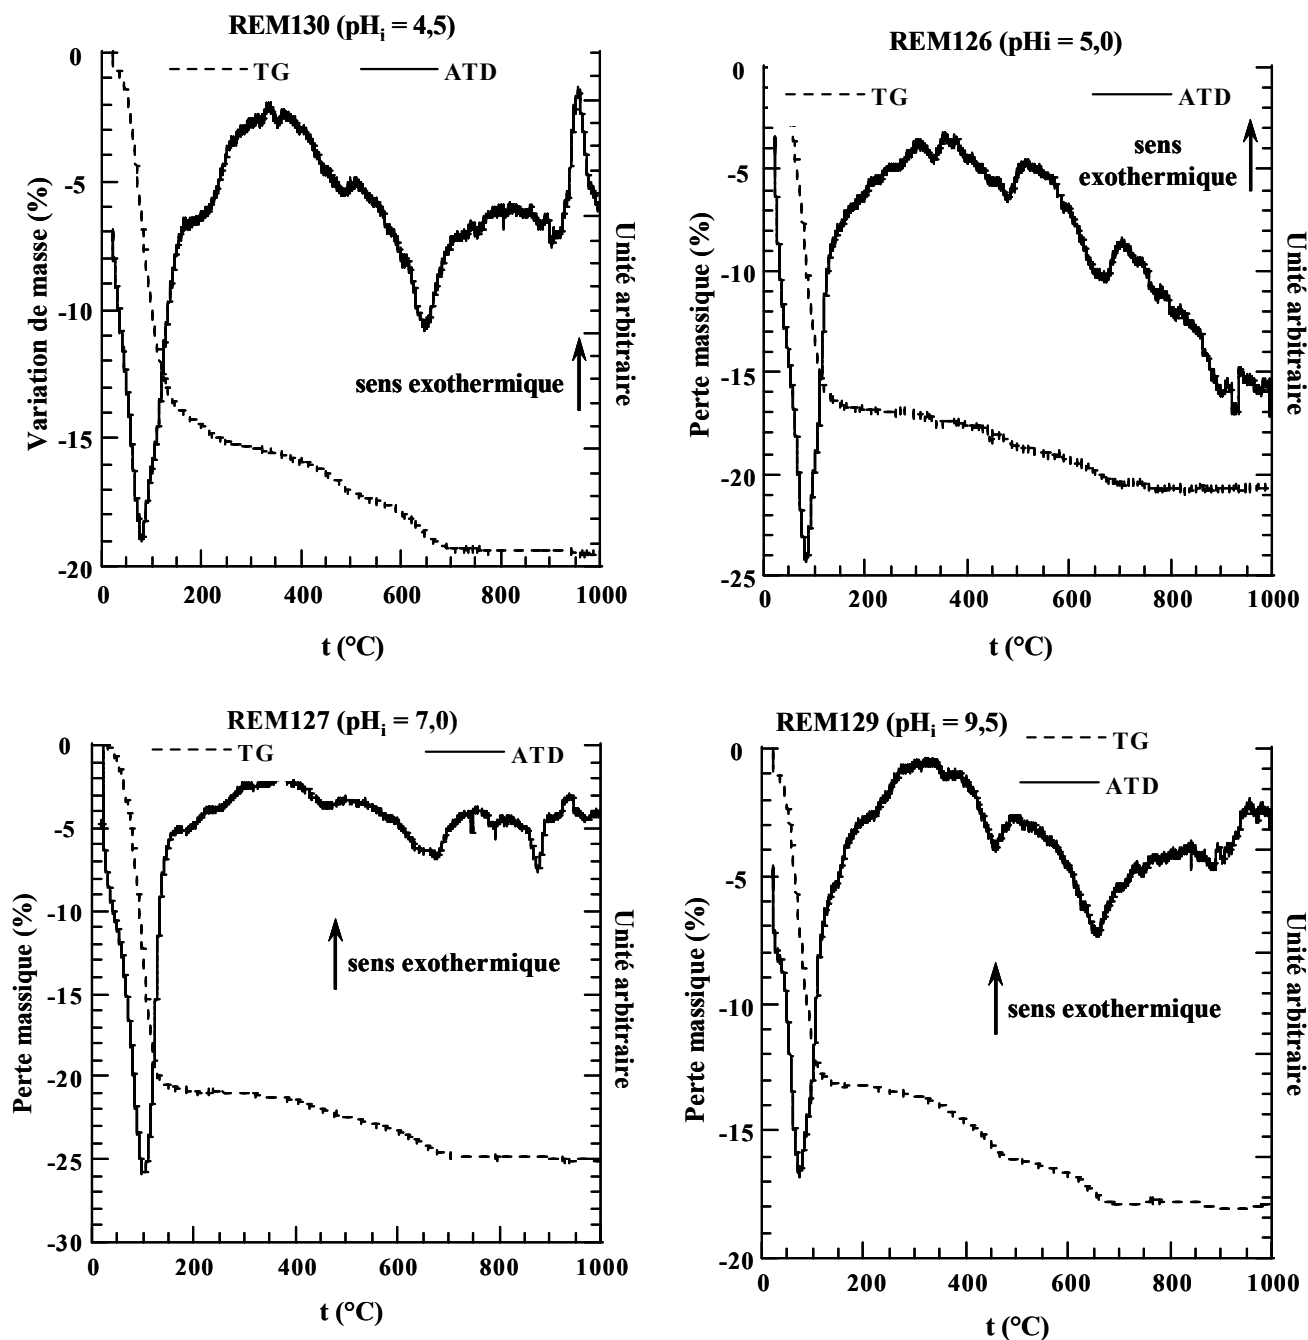 REM130 (pHi = 4,5)
TG
ATD
0
-5
-10
-15
-20
Variation de masse (%)
sens exothermique
Unité arbitraire
0
200
400
600
800
1000
t (°C)
REM126 (pHi = 5,0)
TG
ATD
sens
exothermique
0
-5
-10
-15
-20
-25
Perte massique (%)
Unité arbitraire
0
200
400
600
800
1000
t (°C)
REM127 (pHi = 7,0)
TG
ATD
0
-5
-10
-15
-20
-25
-30
Perte massique (%)
sens exothermique
Unité arbitraire
0
200
400
600
800
1000
t (°C)
REM129 (pHi = 9,5)
TG
ATD
0
-5
-10
-15
-20
Perte massique (%)
sens exothermique
Unité arbitraire
0
200
400
600
800
1000
t (°C)